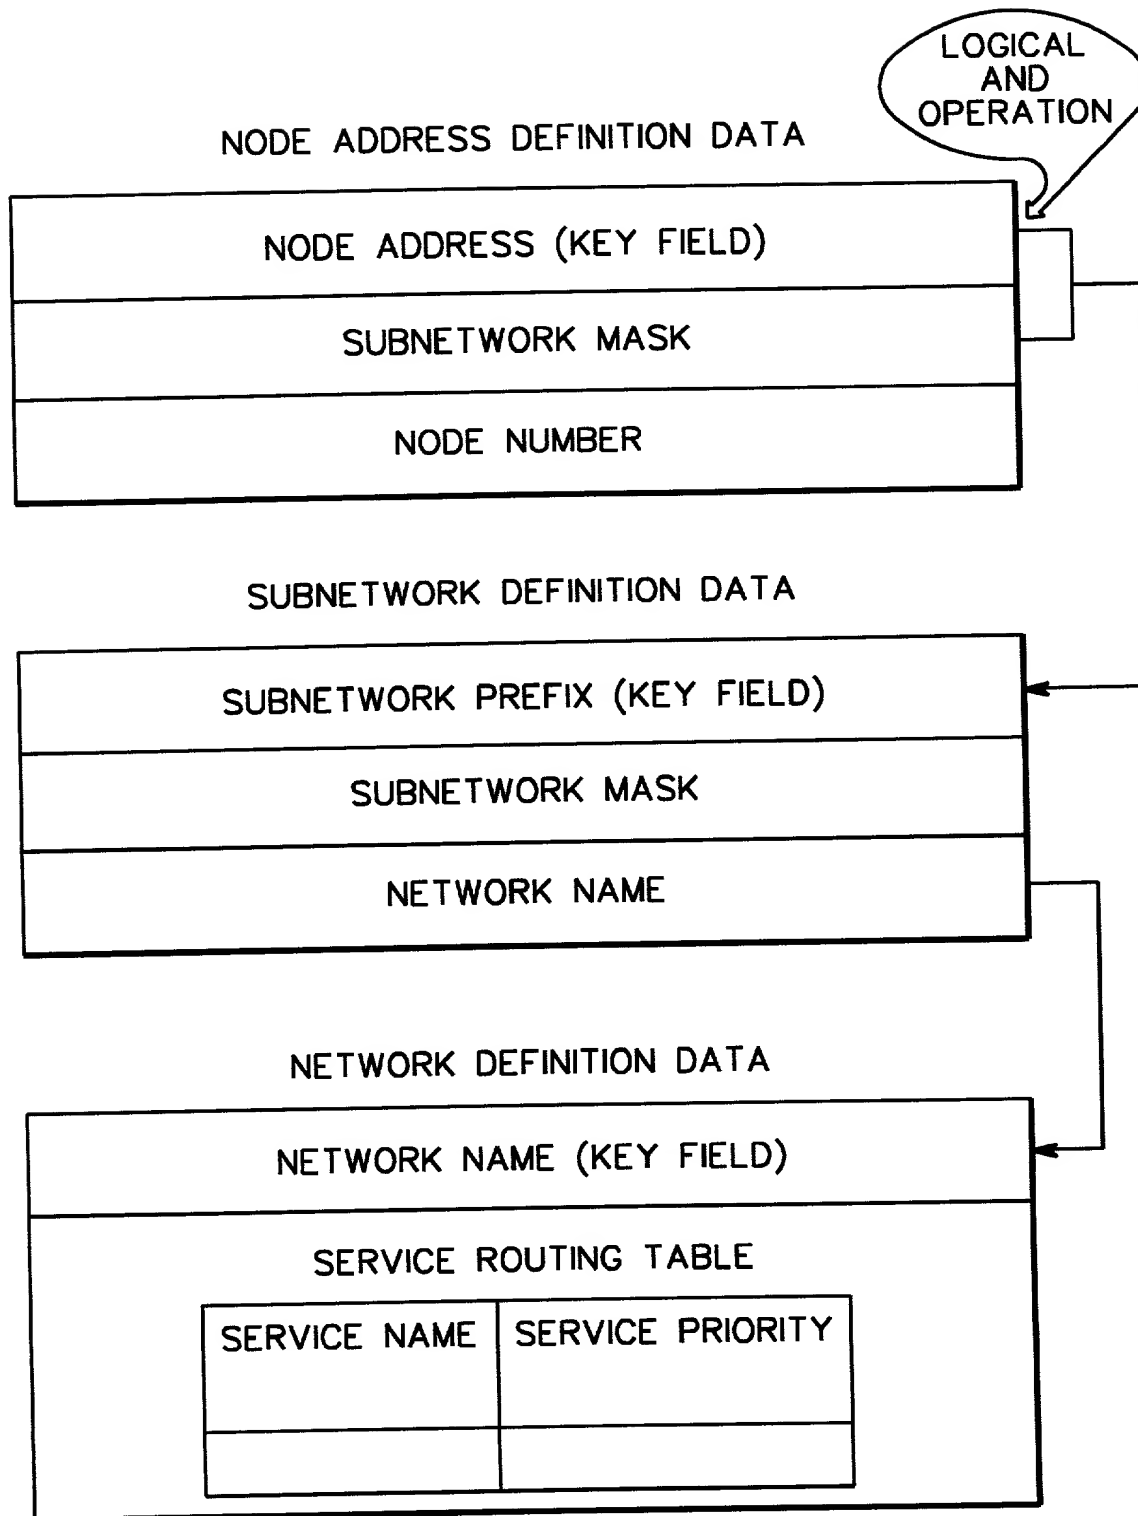 LOGICAL
AND
OPERATION
NODE ADDRESS DEFINITION DATA
NODE ADDRESS (KEY FIELD)
SUBNETWORK MASK
NODE NUMBER
SUBNETWORK DEFINITION DATA
SUBNETWORK PREFIX (KEY FIELD)
SUBNETWORK MASK
NETWORK NAME
NETWORK DEFINITION DATA
NETWORK NAME (KEY FIELD)
SERVICE ROUTING TABLE
SERVICE NAME SERVICE PRIORITY